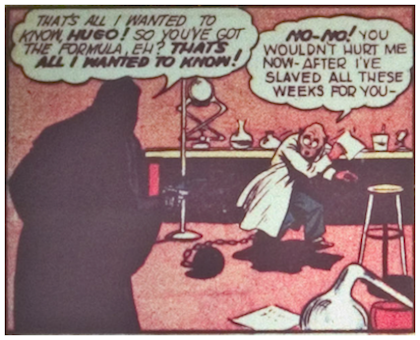 THAT'S ALL I WANTED TO
KNOW, HUGO! SO YOU'VE GOT
THE FORMULA, EH? THAT'S
ALL I WANTED TO KNOW!
NO-NO! YOU
WOULDN'T HURT ME
NOW-AFTER I'VE
SLAVED ALL THESE
WEEKS FOR YOU-